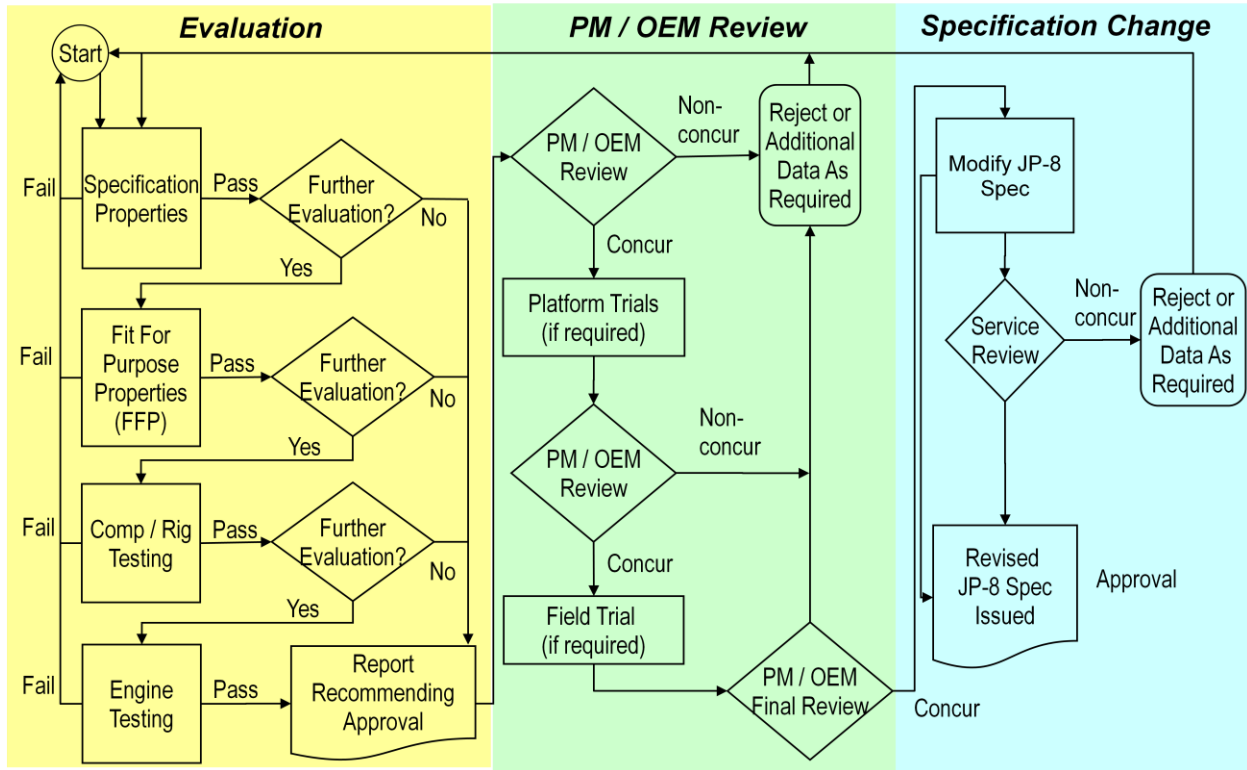 Evaluation
Start
Fail
Specification
Properties
Pass
Further
Evaluation?
No
Yes
Fail
Fit For
Purpose
Properties
(FFP)
Pass
Further
Evaluation?
No
Yes
Fail
Comp / Rig
Testing
Pass
Further
Evaluation?
No
Yes
Fail
Engine
Testing
Pass
Report
Recommending
Approval
PM / OEM Review
PM / OEM
Review
Non-
concur
Reject or
Additional
Data As
Required
Concur
Platform Trials
(if required)
PM / OEM
Review
Non-
concur
Concur
Field Trial
(if required)
PM / OEM
Final Review
Concur
Specification Change
Modify JP-8
Spec
Service
Review
Non-
concur
Reject or
Additional
Data As
Required
Revised
JP-8 Spec
Issued
Approval